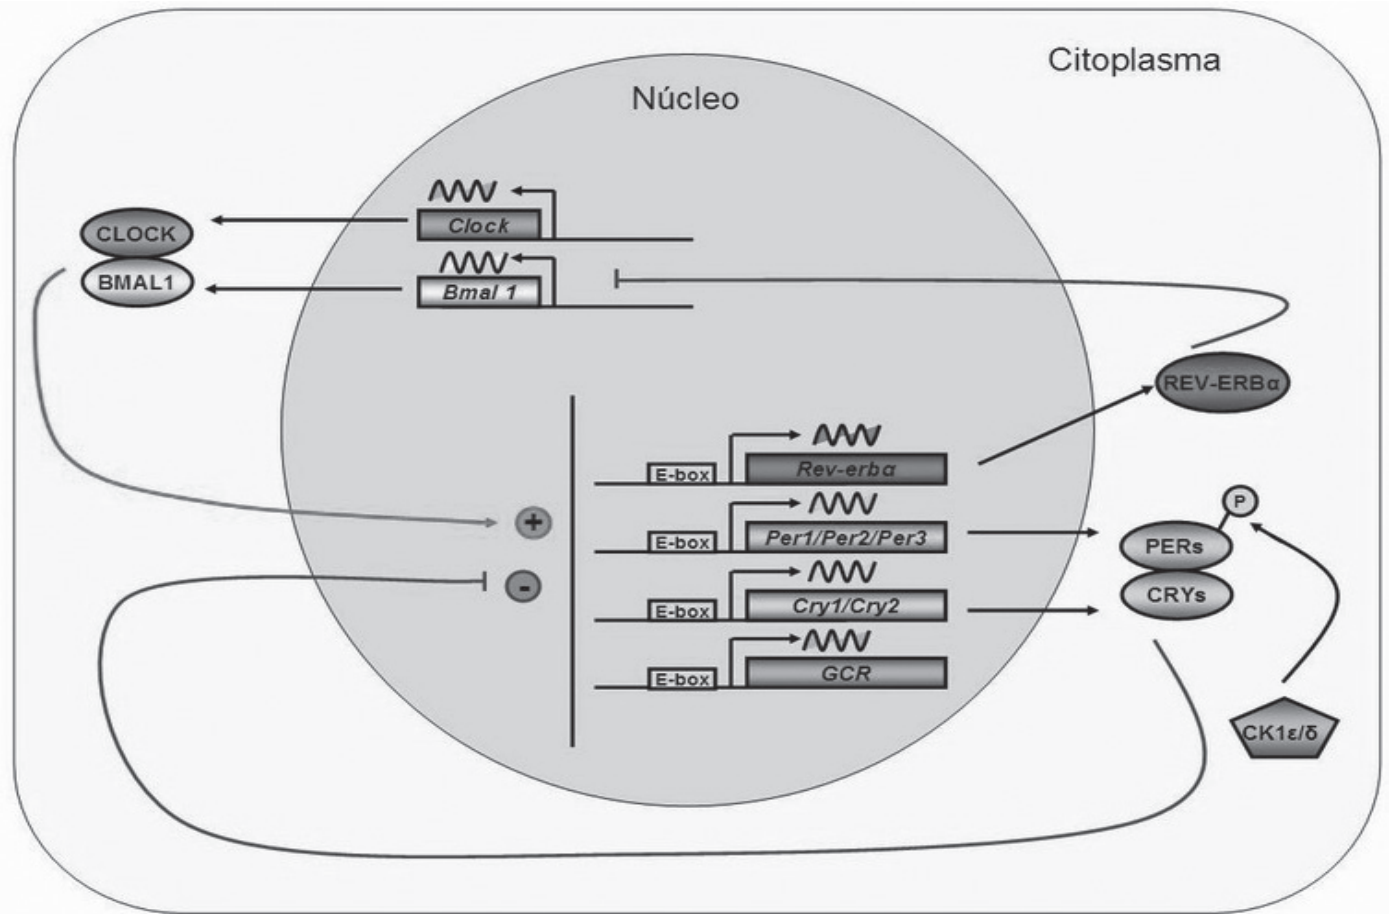 Citoplasma
Núcleo
Clock
CLOCK
BMAL1
Bmal 1
REV-ERBα
E-box
Rev-erbα
P
E-box
Per1/Per2/Per3
PERs
+
-
E-box
Cry1/Cry2
CRYs
E-box
GCR
CK1ε/δ